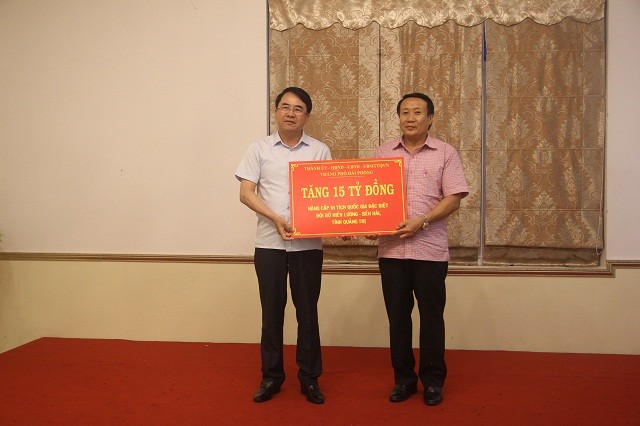 THÀNH ỦY - HĐND - UBND - UBMTTQVN
THÀNH PHỐ HẢI PHÒNG
TẶNG 15 TỶ ĐỒNG
NÂNG CẤP DI TÍCH QUỐC GIA ĐẶC BIỆT
ĐÔI BỜ HIỀN LƯƠNG - BẾN HẢI,
TỈNH QUẢNG TRỊ